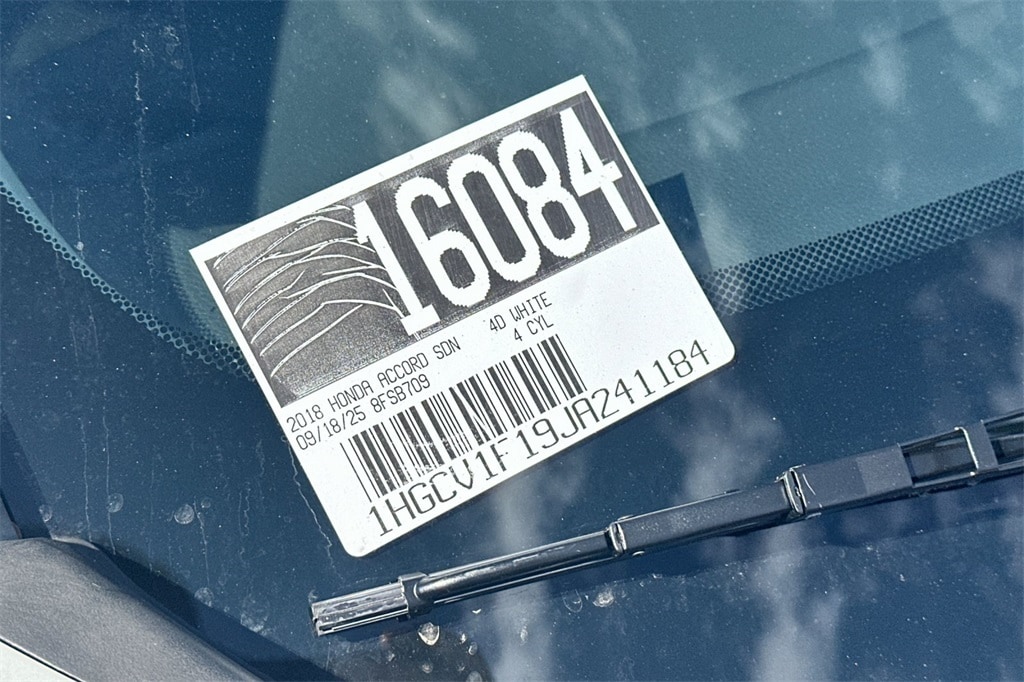 16084
2018 HONDA ACCORD SDN 4D WHITE
09/18/25 8FSB709 4 CYL
1HGCV1F19JA241184